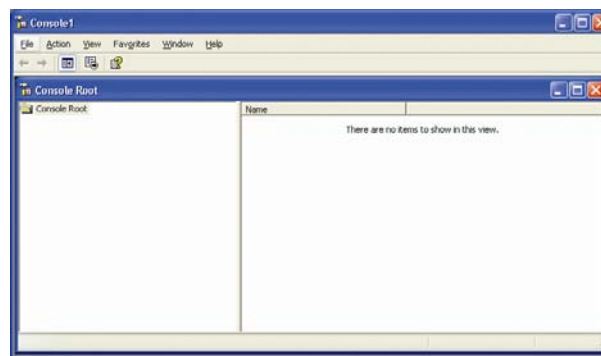 Console1
File Action View Favorites Window Help
Console Root
Console Root
Name
There are no items to show in this view.